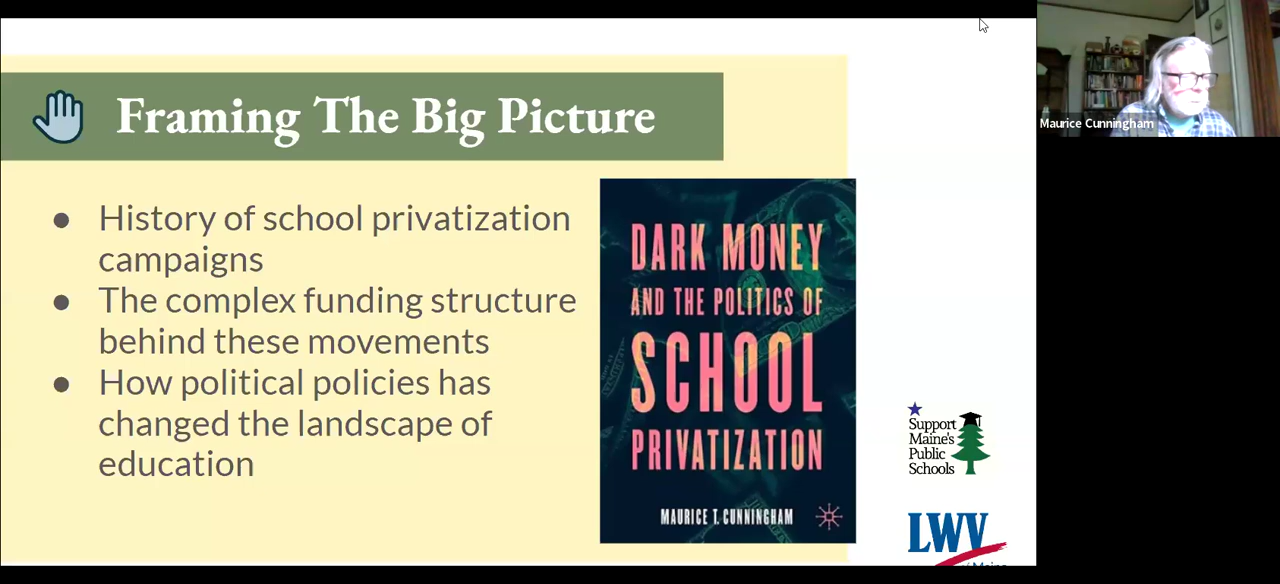 Framing The Big Picture
History of school privatization
campaigns
The complex funding structure
behind these movements
How political policies has
changed the landscape of
education
DARK MONEY
AND THE POLITICS OF
SCHOOL
PRIVATIZATION
MAURICE T. CUNNINGHAM
Support
Maine's
Public
Schools
LWV
Maurice Cunningham